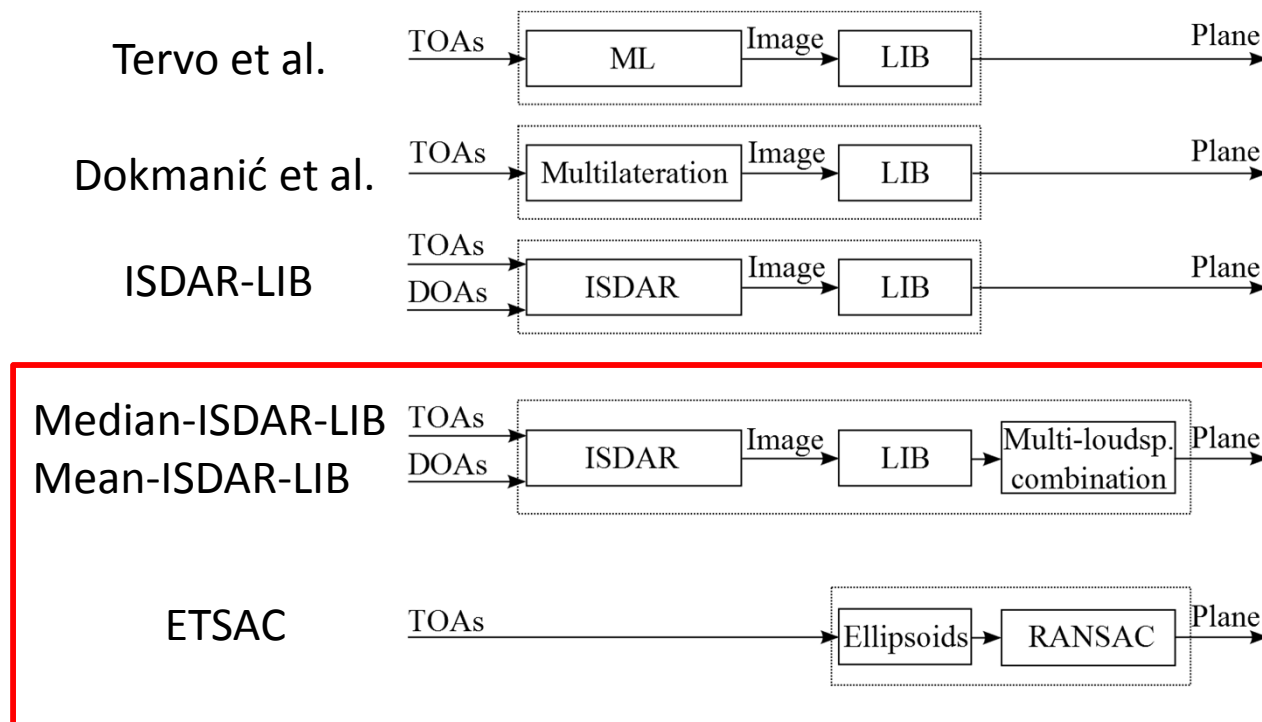 Tervo et al.
TOAs
ML
Image
LIB
Plane
Dokmanić et al.
TOAs
Multilateration
Image
LIB
Plane
ISDAR-LIB
TOAs
DOAs
ISDAR
Image
LIB
Plane
Median-ISDAR-LIB
Mean-ISDAR-LIB
TOAs
DOAs
ISDAR
Image
LIB
Multi-loudsp.
combination
Plane
ETSAC
TOAs
Ellipsoids
RANSAC
Plane